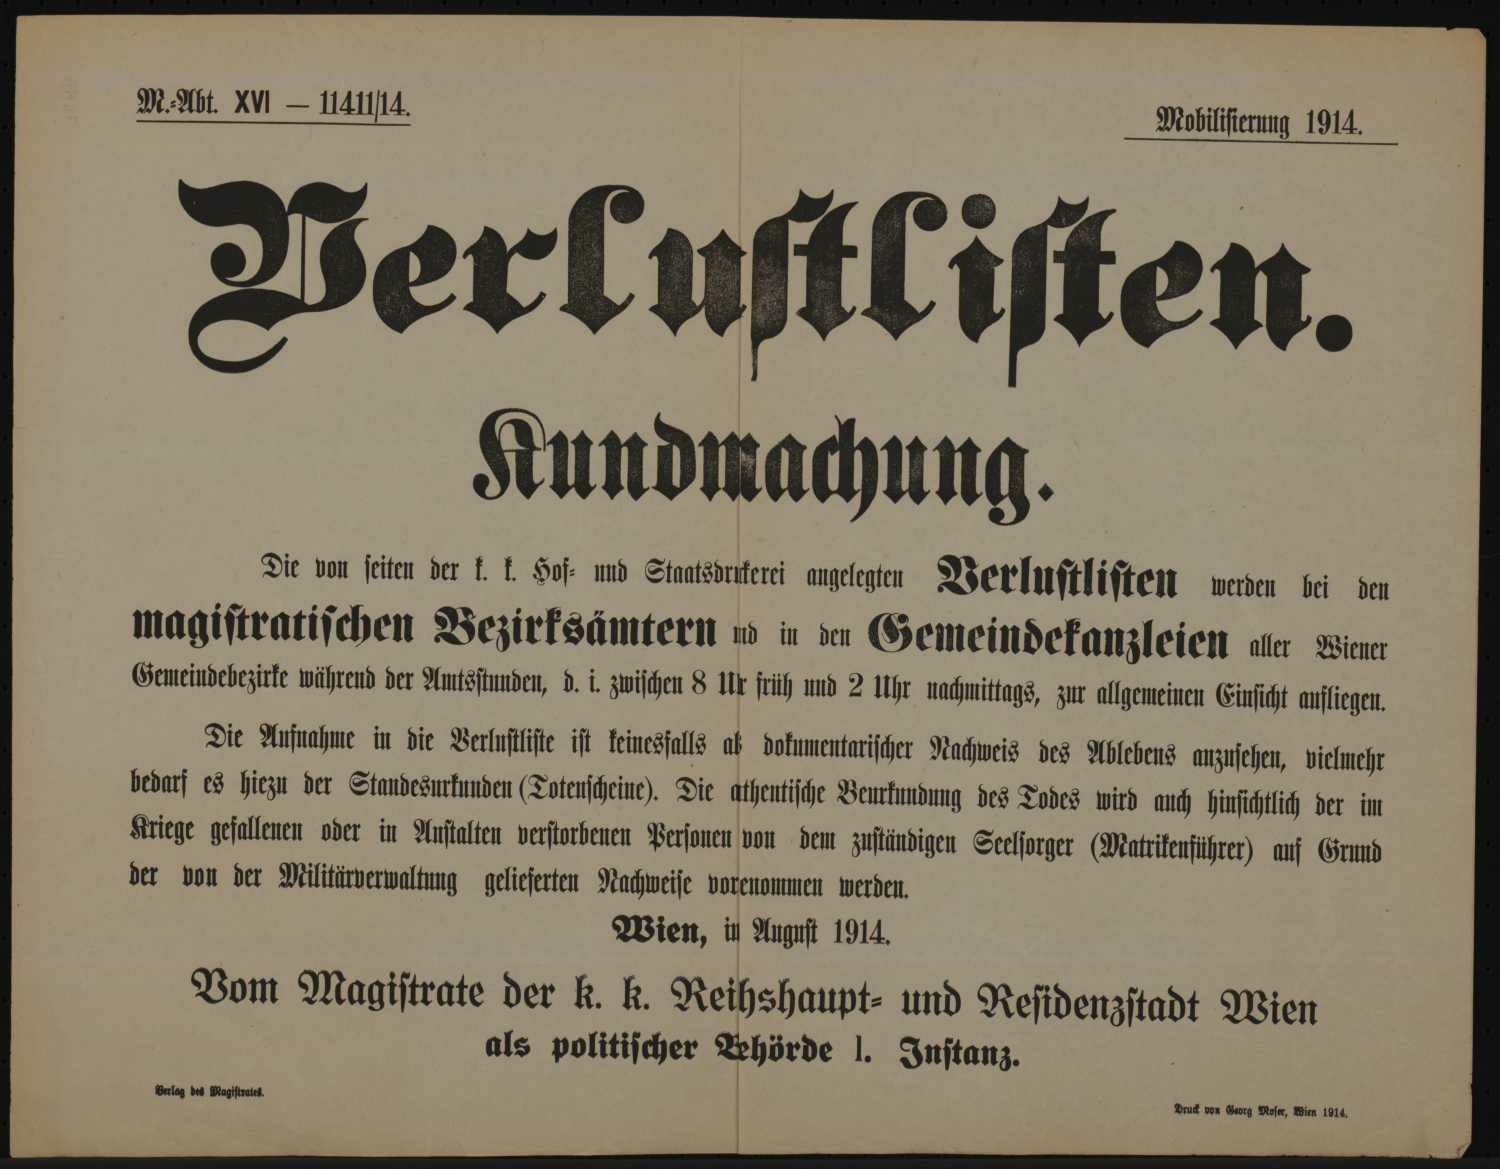 M.-Abt. XVI — 11411/14.
Mobilisierung 1914.
Verlustlisten.
Kundmachung.
Die von seiten der k. k. Hof- und Staatsdruckerei angelegten Verlustlisten werden bei den
magistratischen Bezirksämtern und in den Gemeindekanzleien aller Wiener
Gemeindebezirke während der Amtsstunden, d. i. zwischen 8 Uhr früh und 2 Uhr nachmittags, zur allgemeinen Einsicht aufliegen.
Die Aufnahme in die Verlustliste ist keinesfalls als dokumentarischer Nachweis des Ablebens anzusehen, vielmehr
bedarf es hiezu der Standesurkunden (Totenscheine). Die authentische Beurkundung des Todes wird auch hinsichtlich der im
Kriege gefallenen oder in Anstalten verstorbenen Personen von dem zuständigen Seelsorger (Matrikenführer) auf Grund
der von der Militärverwaltung gelieferten Nachweise vorgenommen werden.
Wien, im August 1914.
Vom Magistrate der k. k. Reichshaupt- und Residenzstadt Wien
als politischer Behörde I. Instanz.
Verlag des Magistrates.
Druck von Georg Moser, Wien 1914.